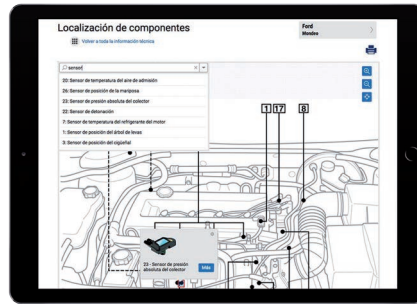 Localización de componentes
Ford
Mondeo
Volver a toda la información técnica
sensor
20: Sensor de temperatura del aire de admisión
26: Sensor de posición de la mariposa
23: Sensor de presión absoluta del colector
22: Sensor de detonación
7: Sensor de temperatura del refrigerante del motor
1: Sensor de posición del árbol de levas
3: Sensor de posición del cigüeñal
1 17 8
23 - Sensor de presión
absoluta del colector
Info